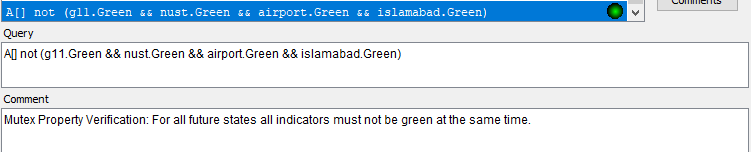 A[] not (g11.Green && nust.Green && airport.Green && islamabad.Green)
Comments
Query
A[] not (g11.Green && nust.Green && airport.Green && islamabad.Green)
Comment
Mutex Property Verification: For all future states all indicators must not be green at the same time.